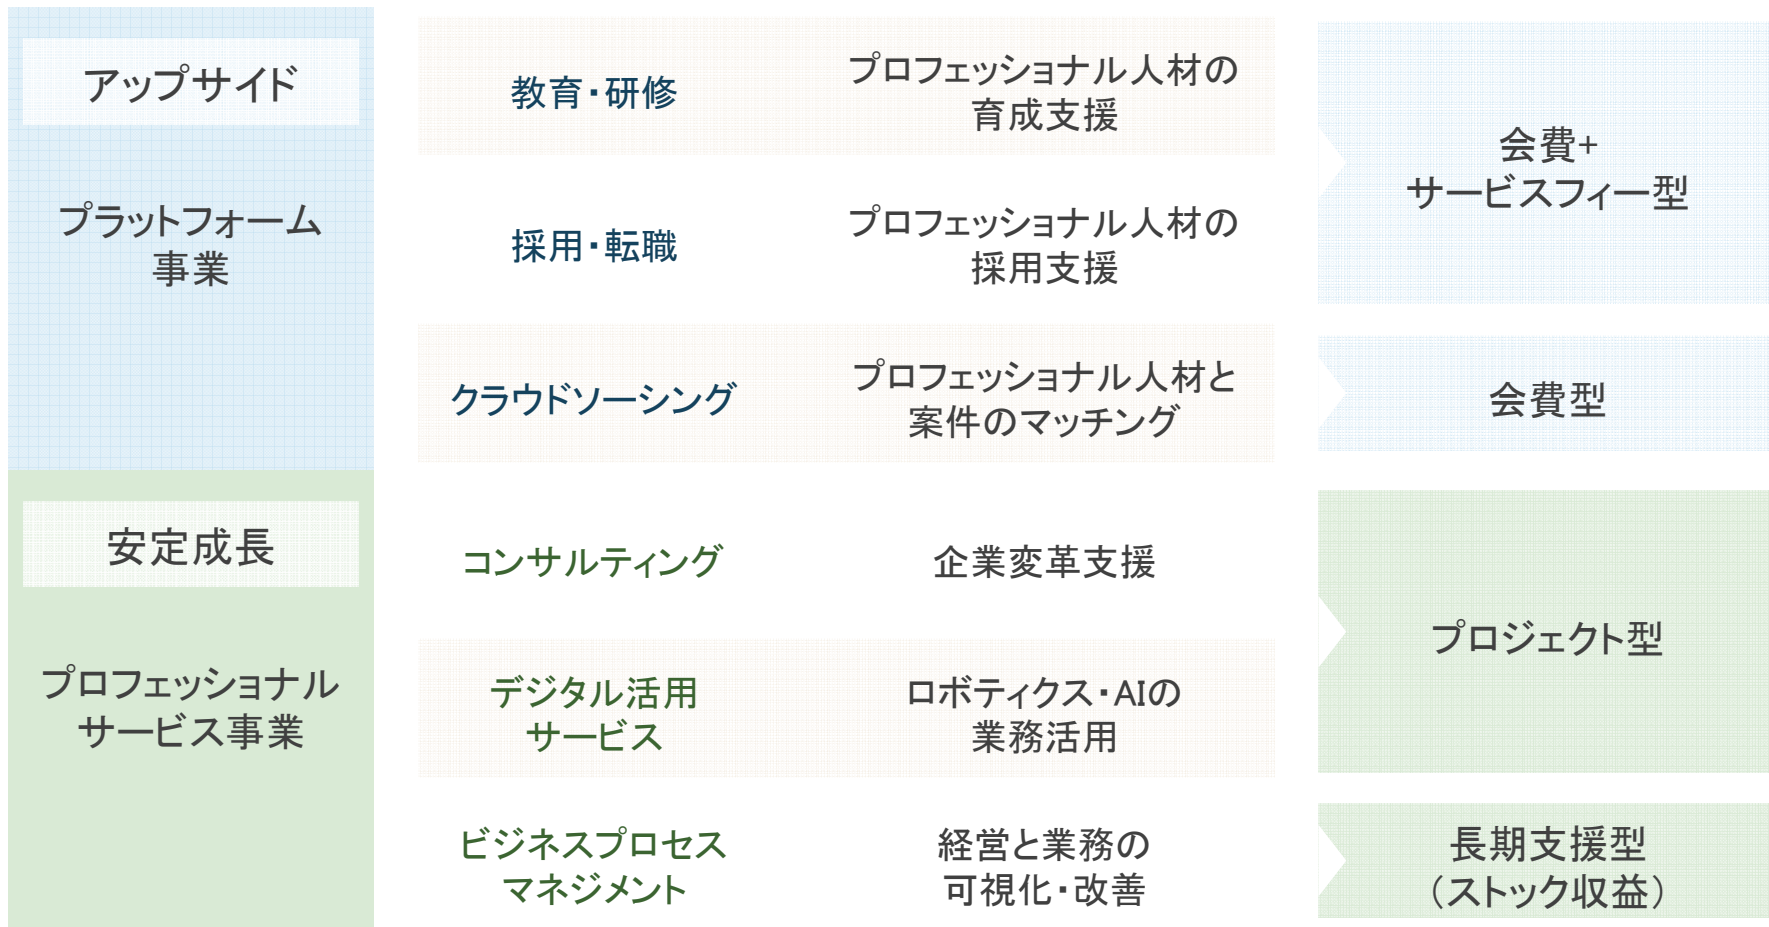 アップサイド
プラットフォーム
事業
教育・研修
プロフェッショナル人材の
育成支援
採用・転職
プロフェッショナル人材の
採用支援
会費+
サービスフィー型
クラウドソーシング
プロフェッショナル人材と
案件のマッチング
会費型
安定成長
プロフェッショナル
サービス事業
コンサルティング
企業変革支援
デジタル活用
サービス
ロボティクス・AIの
業務活用
プロジェクト型
ビジネスプロセス
マネジメント
経営と業務の
可視化・改善
長期支援型
（ストック収益）